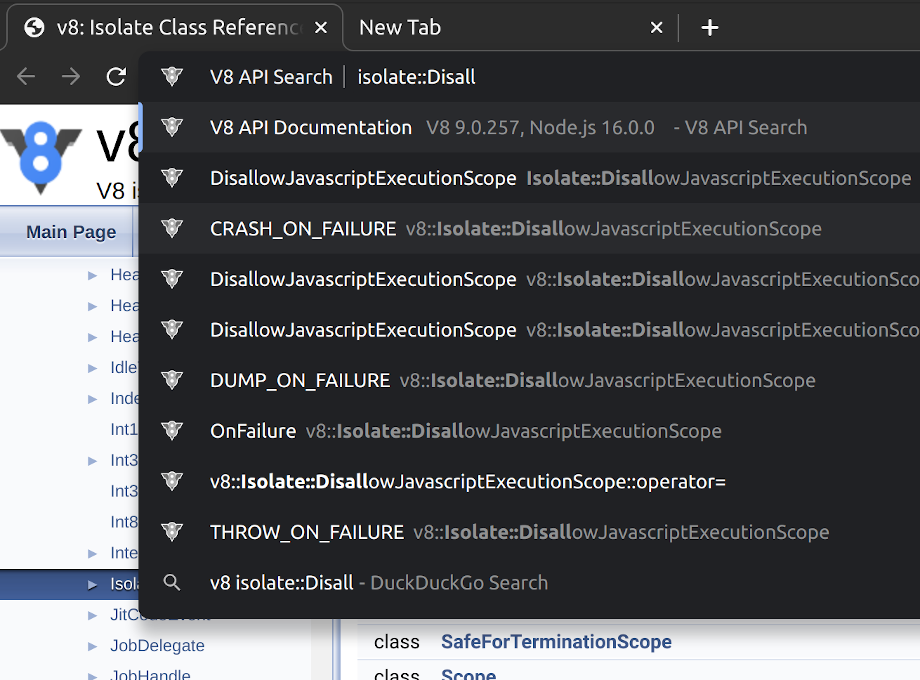 v8: Isolate Class Referenc
New Tab
V8 API Search | isolate::Disall
V8 API Documentation V8 9.0.257, Node.js 16.0.0 - V8 API Search
DisallowJavascriptExecutionScope Isolate::DisallowJavascriptExecutionScope
CRASH_ON_FAILURE v8::Isolate::DisallowJavascriptExecutionScope
DisallowJavascriptExecutionScope v8::Isolate::DisallowJavascriptExecutionSco
DisallowJavascriptExecutionScope v8::Isolate::DisallowJavascriptExecutionSco
DUMP_ON_FAILURE v8::Isolate::DisallowJavascriptExecutionScope
OnFailure v8::Isolate::DisallowJavascriptExecutionScope
v8::Isolate::DisallowJavascriptExecutionScope::operator=
THROW_ON_FAILURE v8::Isolate::DisallowJavascriptExecutionScope
v8 isolate::Disall - DuckDuckGo Search
8
V8
V8 is
Main Page
Hea
Hea
Hea
Idle
Inde
Int1
Int3
Int3
Int8
Inte
Isol
JitCodeEvent
JobDelegate
JobHandle
class SafeForTerminationScope
class Scope